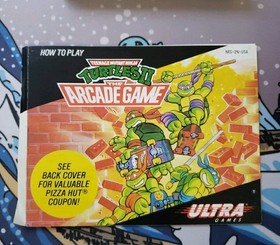 HOW TO PLAY
NES-2N-USA
TEENAGE MUTANT NINJA
TURTLES II
THE
ARCADE GAME
SEE
BACK COVER
FOR VALUABLE
PIZZA HUT®
COUPON!
ULTRA
GAMES